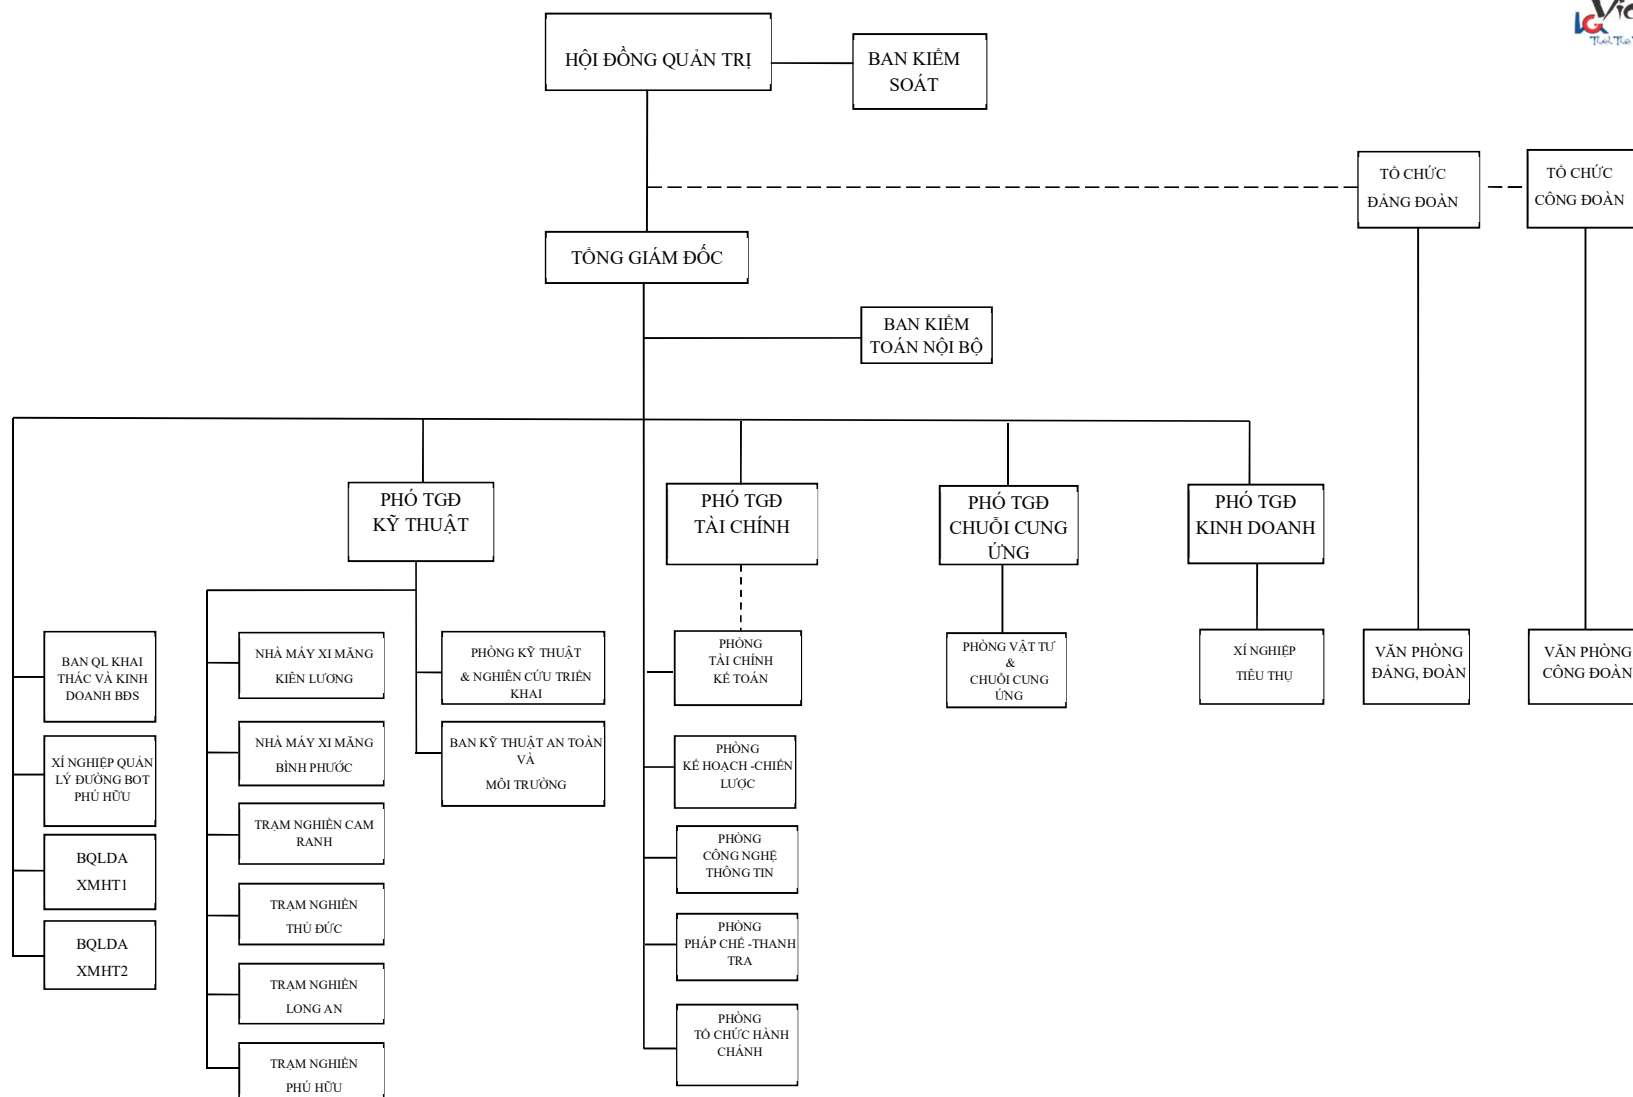 HỘI ĐỒNG QUẢN TRỊ
BAN KIỂM
SOÁT
TỔ CHỨC
ĐẢNG ĐOÀN
TỔ CHỨC
CÔNG ĐOÀN
TỔNG GIÁM ĐỐC
BAN KIỂM
TOÁN NỘI BỘ
PHÓ TGĐ
KỸ THUẬT
PHÓ TGĐ
TÀI CHÍNH
PHÓ TGĐ
CHUỖI CUNG
ỨNG
PHÓ TGĐ
KINH DOANH
BAN QL KHAI
THÁC VÀ KINH
DOANH BĐS
XÍ NGHIỆP QUẢN
LÝ ĐƯỜNG BOT
PHÚ HỮU
BQLDA
XMHT1
BQLDA
XMHT2
NHÀ MÁY XI MĂNG
KIÊN LƯƠNG
NHÀ MÁY XI MĂNG
BÌNH PHƯỚC
TRẠM NGHIỀN CAM
RANH
TRẠM NGHIỀN
THỦ ĐỨC
TRẠM NGHIỀN
LONG AN
TRẠM NGHIỀN
PHÚ HỮU
PHÒNG KỸ THUẬT
& NGHIÊN CỨU TRIỂN
KHAI
BAN KỸ THUẬT AN TOÀN
VÀ
MÔI TRƯỜNG
PHÒNG
TÀI CHÍNH
KẾ TOÁN
PHÒNG
KẾ HOẠCH -CHIẾN
LƯỢC
PHÒNG
CÔNG NGHỆ
THÔNG TIN
PHÒNG
PHÁP CHẾ -THANH
TRA
PHÒNG
TỔ CHỨC HÀNH
CHÁNH
PHÒNG VẬT TƯ
&
CHUỖI CUNG
ỨNG
XÍ NGHIỆP
TIÊU THỤ
VĂN PHÒNG
ĐẢNG, ĐOÀN
VĂN PHÒNG
CÔNG ĐOÀN